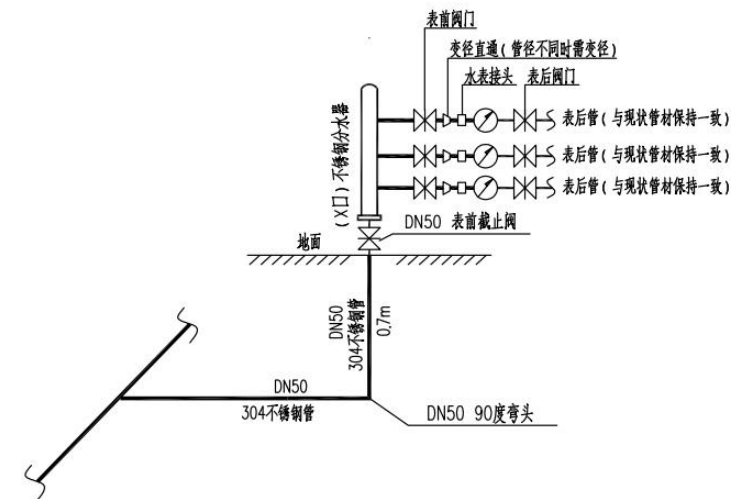 表前阀门
变径直通(管径不同时需变径)
水表接头
表后阀门
(X口)不锈钢分水器
表后管(与现状管材保持一致)
表后管(与现状管材保持一致)
表后管(与现状管材保持一致)
DN50 表前截止阀
地面
DN50
304不锈钢管
0.7m
DN50
304不锈钢管
DN50 90度弯头